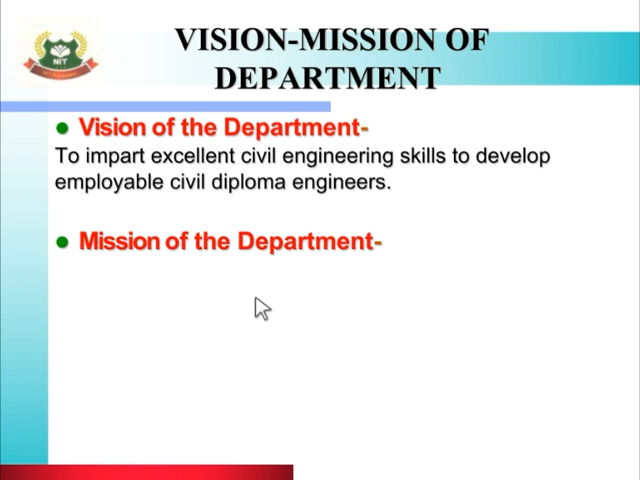 NIT
VISION-MISSION OF
DEPARTMENT
Vision of the Department-
To impart excellent civil engineering skills to develop
employable civil diploma engineers.
Mission of the Department-